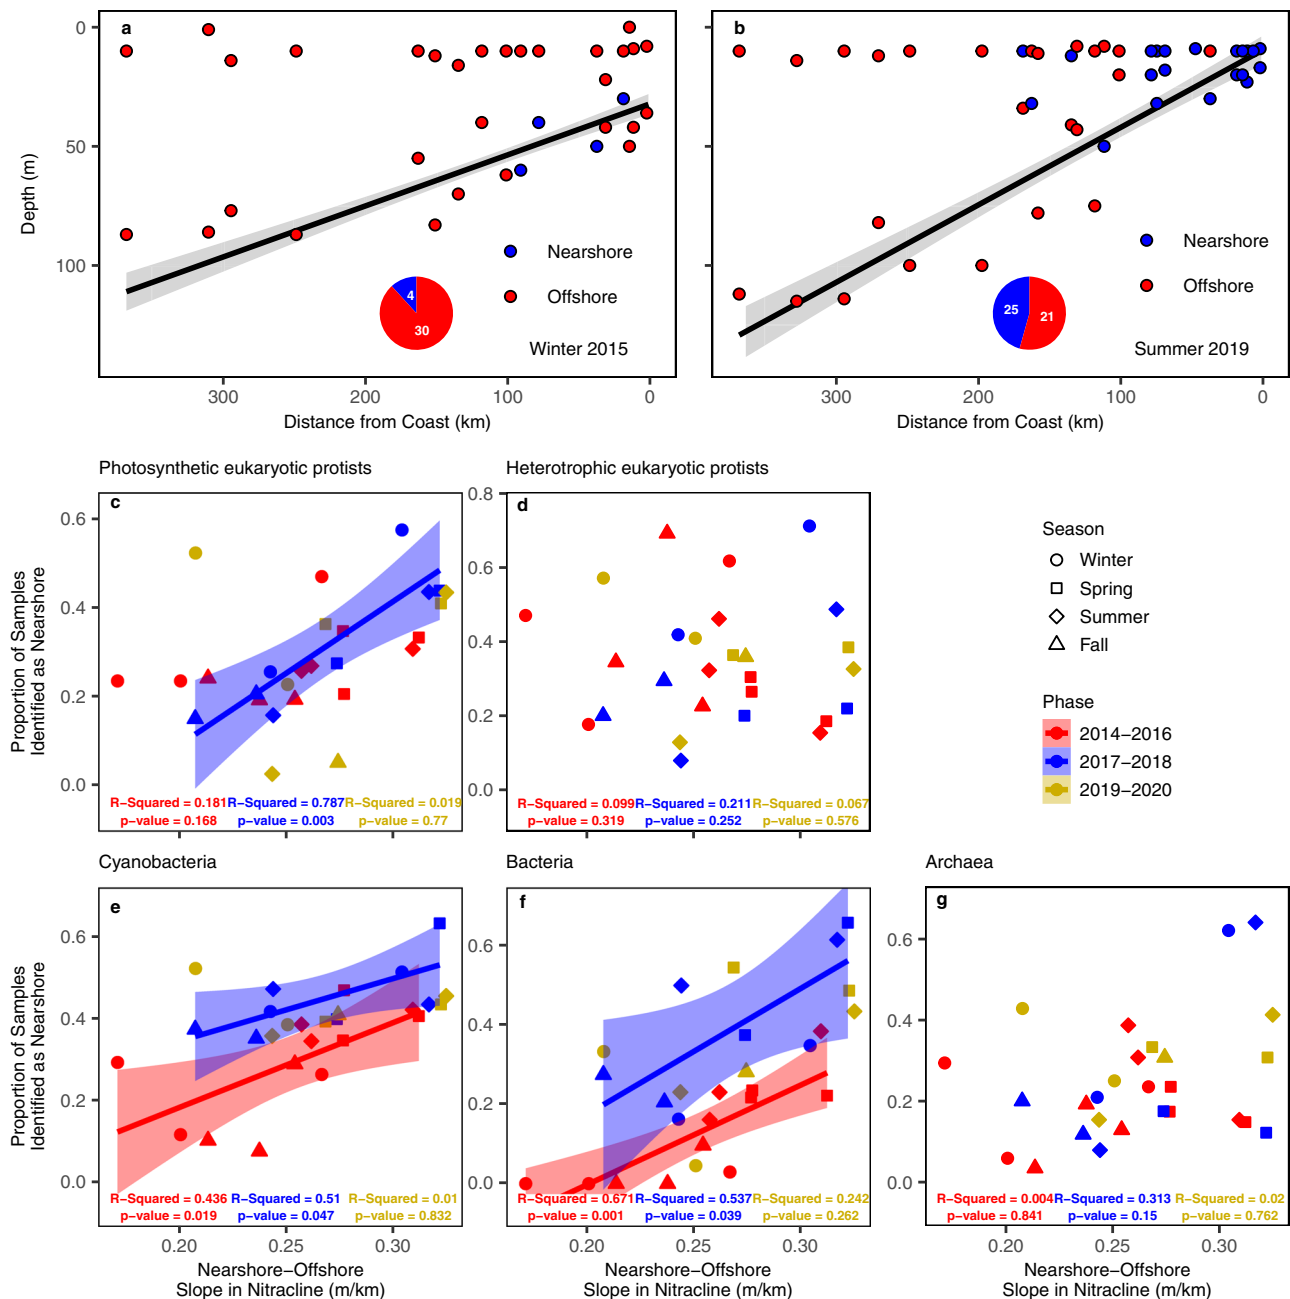 a
b
0
50
100
Depth (m)
Nearshore
Offshore
4
30
Winter 2015
Nearshore
Offshore
25
21
Summer 2019
300
200
100
0
300
200
100
0
Distance from Coast (km)
Distance from Coast (km)
Photosynthetic eukaryotic protists
Heterotrophic eukaryotic protists
c
0.6
0.4
0.2
0.0
Proportion of Samples
Identified as Nearshore
R−Squared = 0.181
p−value = 0.168
R−Squared = 0.787
p−value = 0.003
R−Squared = 0.019
p−value = 0.77
d
0.8
0.6
0.4
0.2
0.0
R−Squared = 0.099
p−value = 0.319
R−Squared = 0.211
p−value = 0.252
R−Squared = 0.067
p−value = 0.576
Season
Winter
Spring
Summer
Fall
Phase
2014−2016
2017−2018
2019−2020
Cyanobacteria
Bacteria
Archaea
e
0.6
0.4
0.2
0.0
Proportion of Samples
Identified as Nearshore
R−Squared = 0.436
p−value = 0.019
R−Squared = 0.51
p−value = 0.047
R−Squared = 0.01
p−value = 0.832
0.20
0.25
0.30
Nearshore−Offshore
Slope in Nitracline (m/km)
f
0.6
0.4
0.2
0.0
R−Squared = 0.671
p−value = 0.001
R−Squared = 0.537
p−value = 0.039
R−Squared = 0.242
p−value = 0.262
0.20
0.25
0.30
Nearshore−Offshore
Slope in Nitracline (m/km)
g
0.6
0.4
0.2
0.0
R−Squared = 0.004
p−value = 0.841
R−Squared = 0.313
p−value = 0.15
R−Squared = 0.02
p−value = 0.762
0.20
0.25
0.30
Nearshore−Offshore
Slope in Nitracline (m/km)